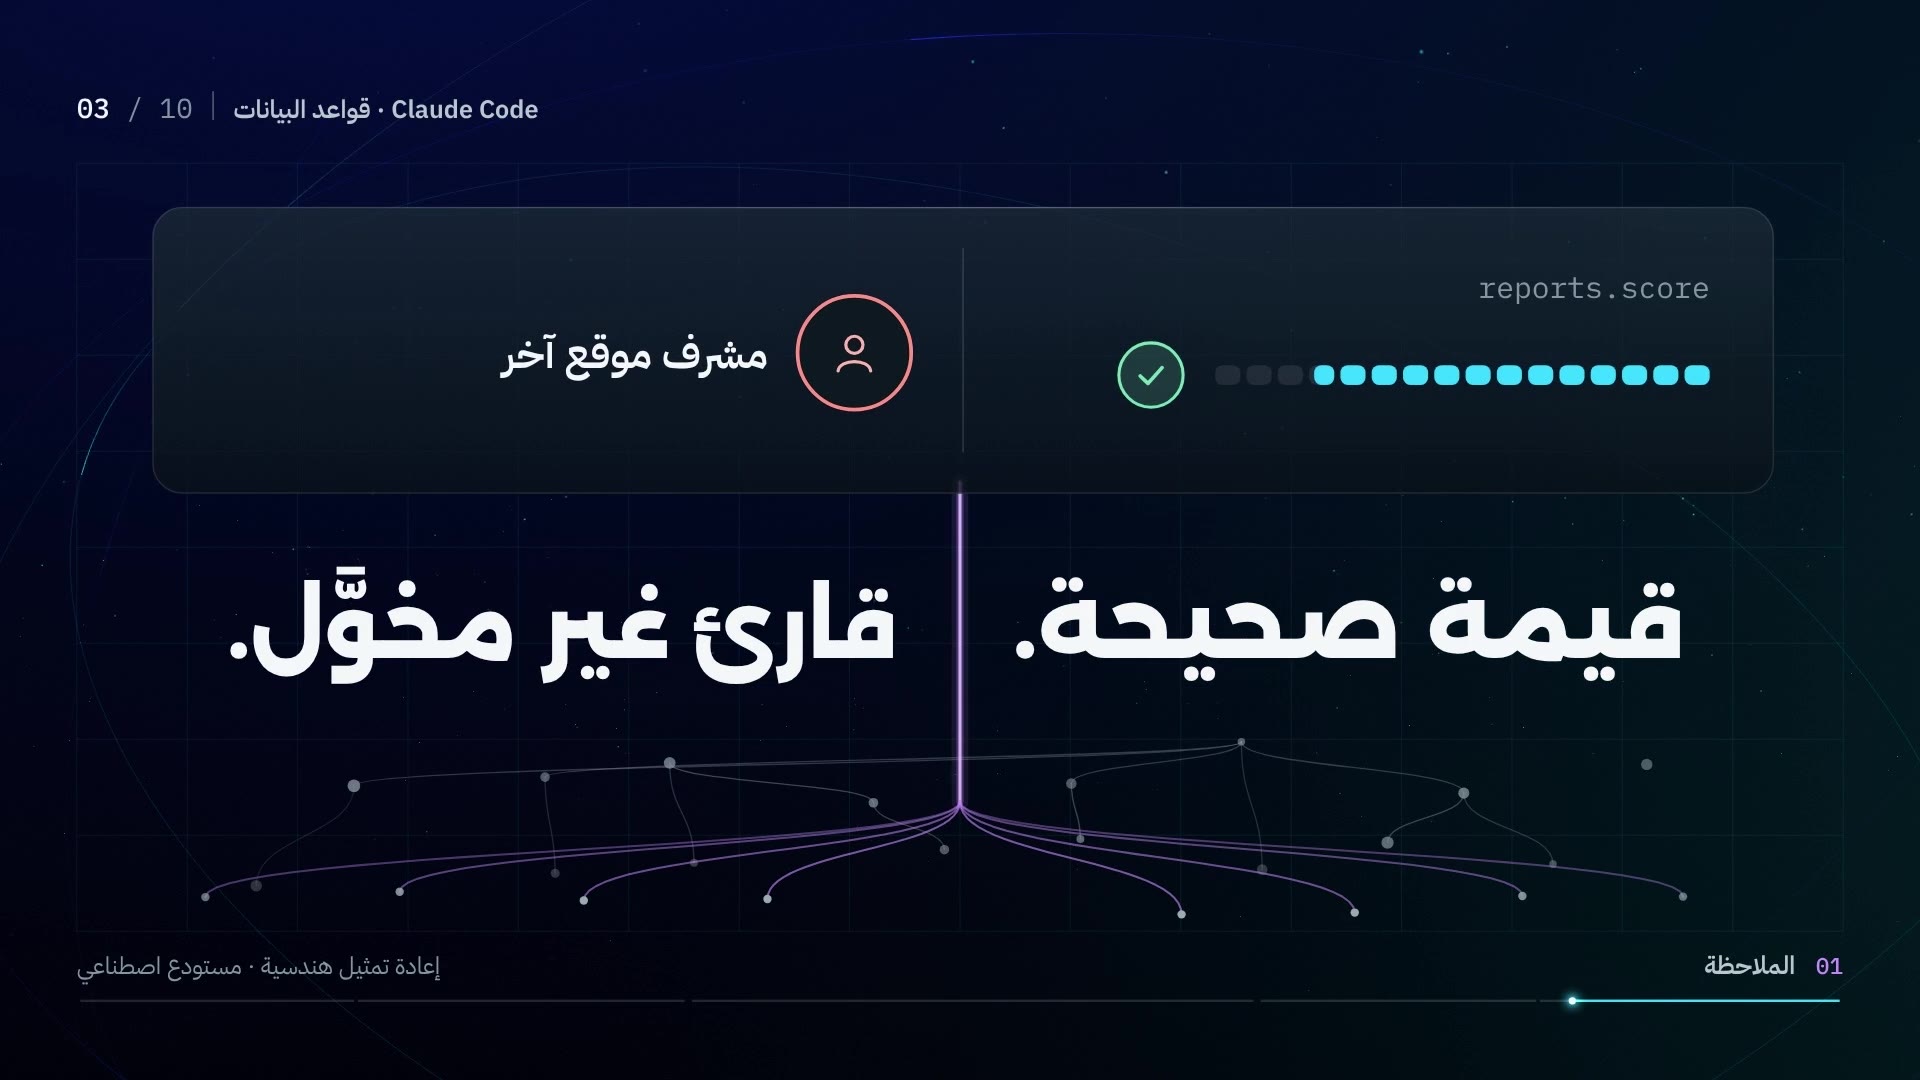 03 / 10 | قواعد البيانات · Claude Code
reports.score
مشرف موقع آخر
قيمة صحيحة.
قارئ غير مخوَّل.
01 الملاحظة
إعادة تمثيل هندسية · مستودع اصطناعي